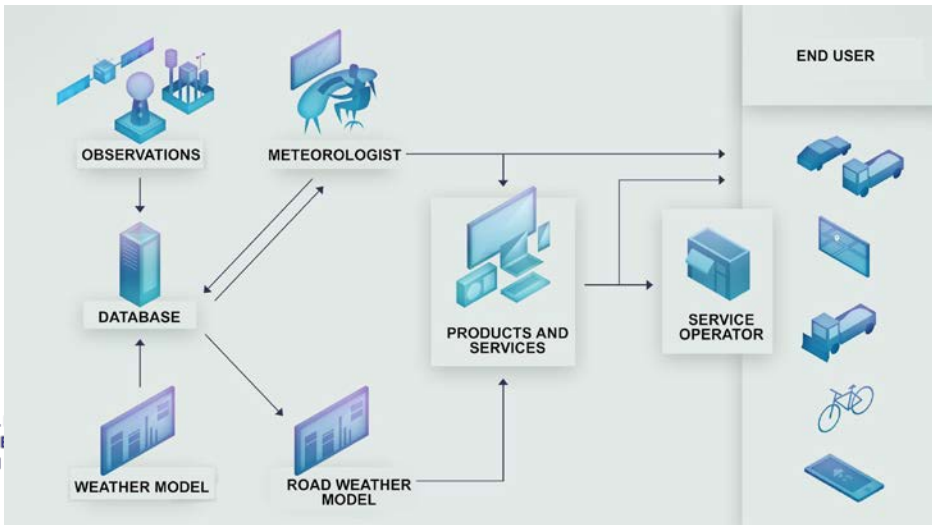 END USER
OBSERVATIONS
METEOROLOGIST
DATABASE
PRODUCTS AND
SERVICES
SERVICE
OPERATOR
WEATHER MODEL
ROAD WEATHER
MODEL